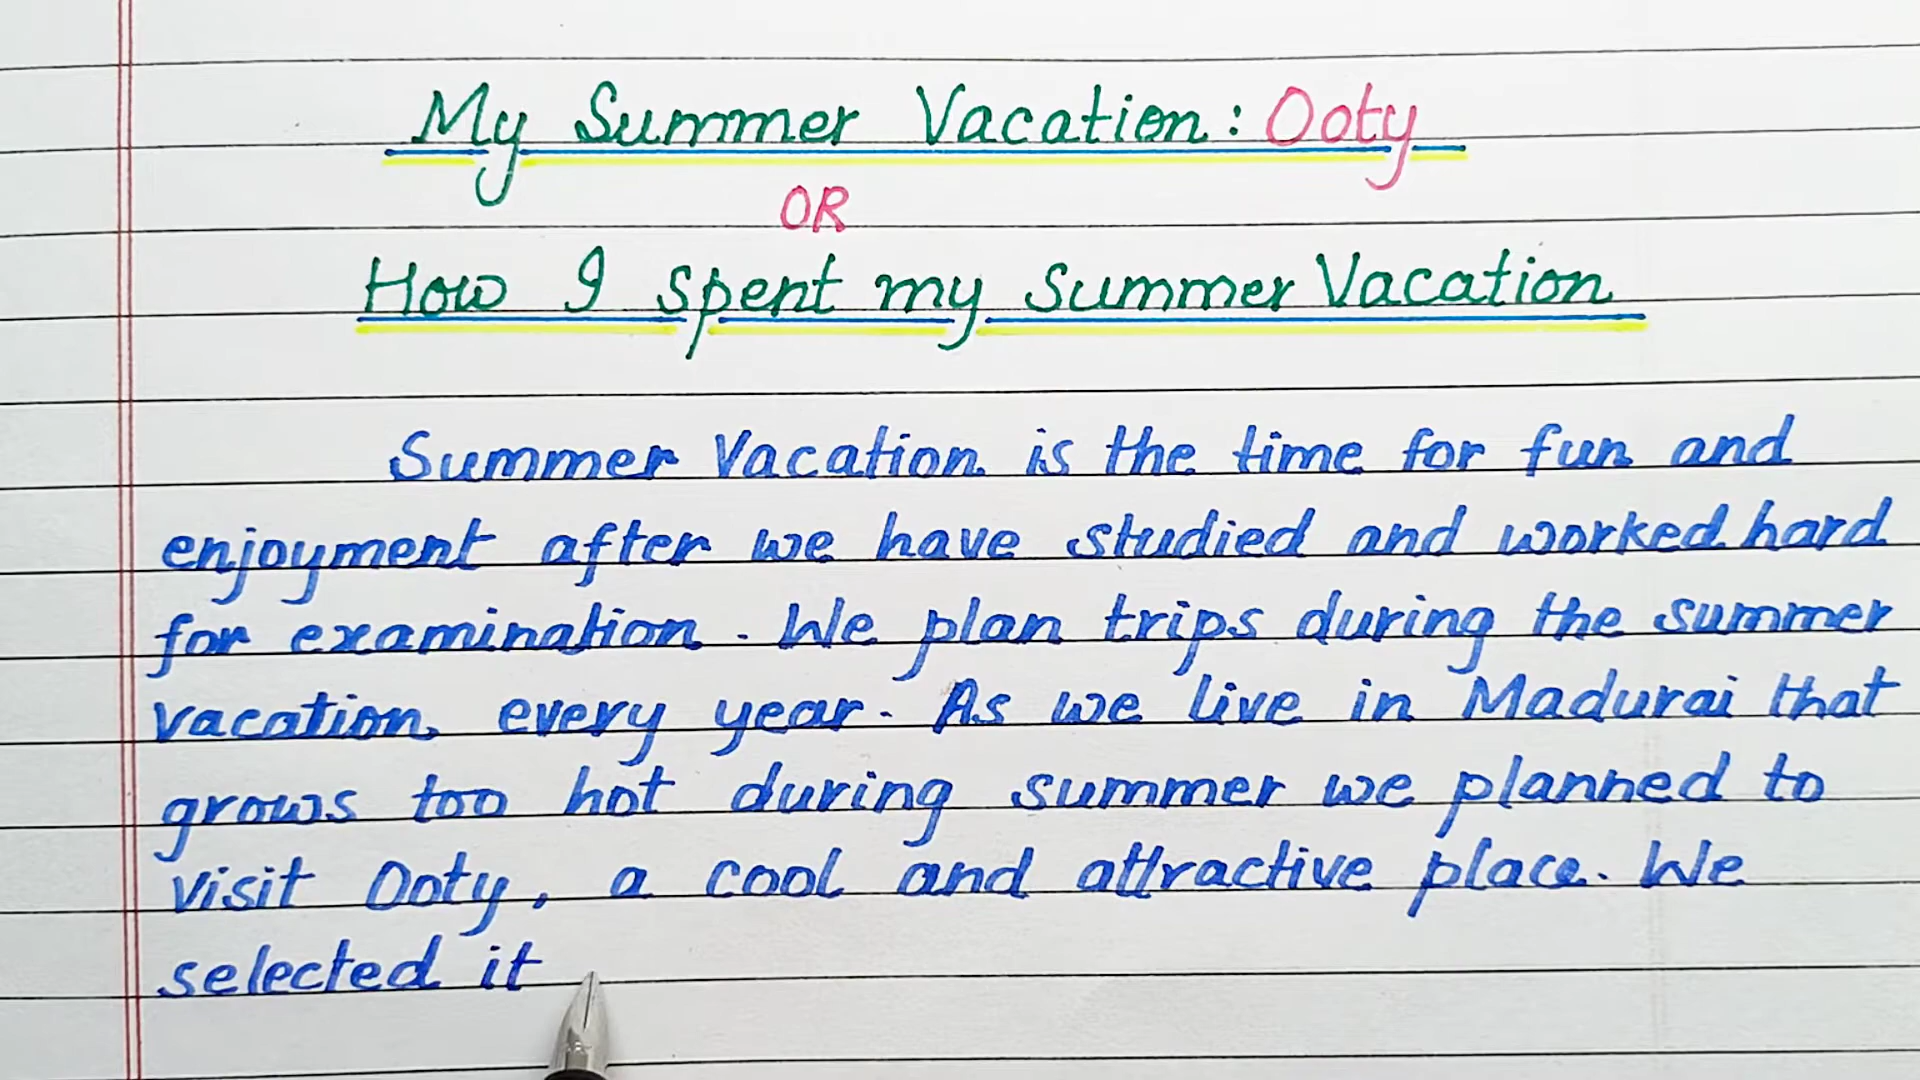 My Summer Vacation: Ooty
OR
How I spent my Summer Vacation
Summer Vacation is the time for fun and
enjoyment after we have studied and worked hard
for examination. We plan trips during the summer
vacation every year. As we live in Madurai that
grows too hot during summer we planned to
visit Ooty, a cool and attractive place. We
selected it